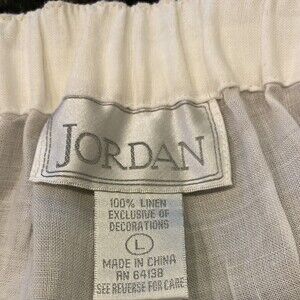 JORDAN
100% LINEN
EXCLUSIVE OF
DECORATIONS
L
MADE IN CHINA
RN 64138
SEE REVERSE FOR CARE